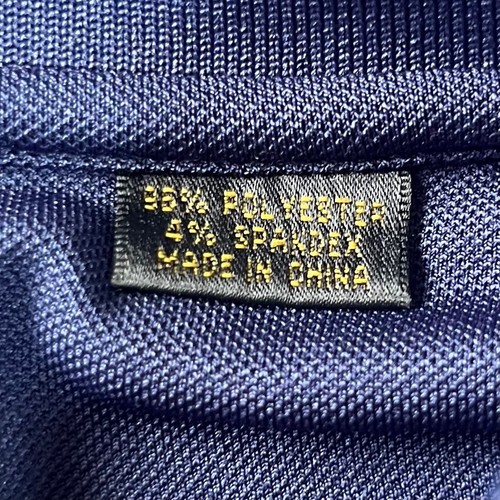 96% POLYESTER
4% SPANDEX
MADE IN CHINA